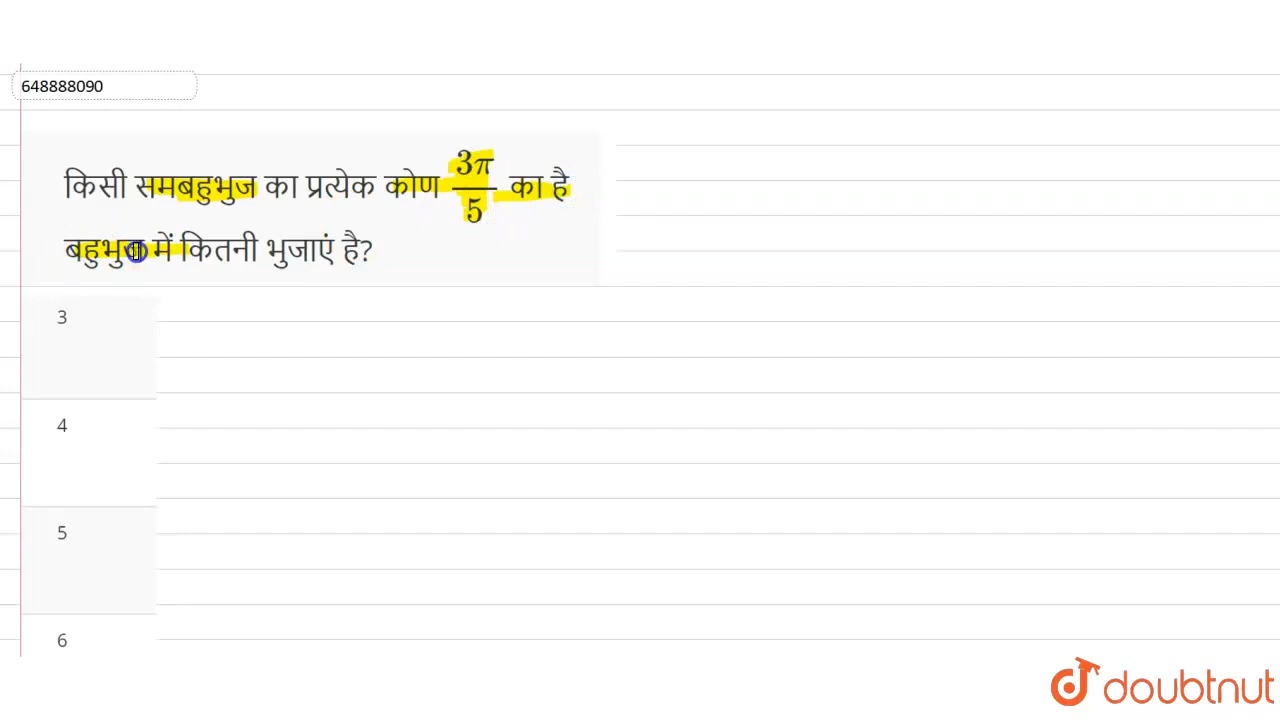 648888090
किसी समबहुभुज का प्रत्येक कोण 3π/5 का है
बहुभुज में कितनी भुजाएं है?
3
4
5
6
doubtnut